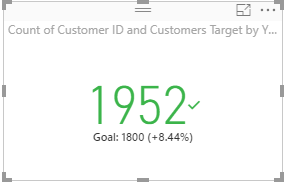 Count of Customer ID and Customers Target by Y...
1952
Goal: 1800 (+8.44%)